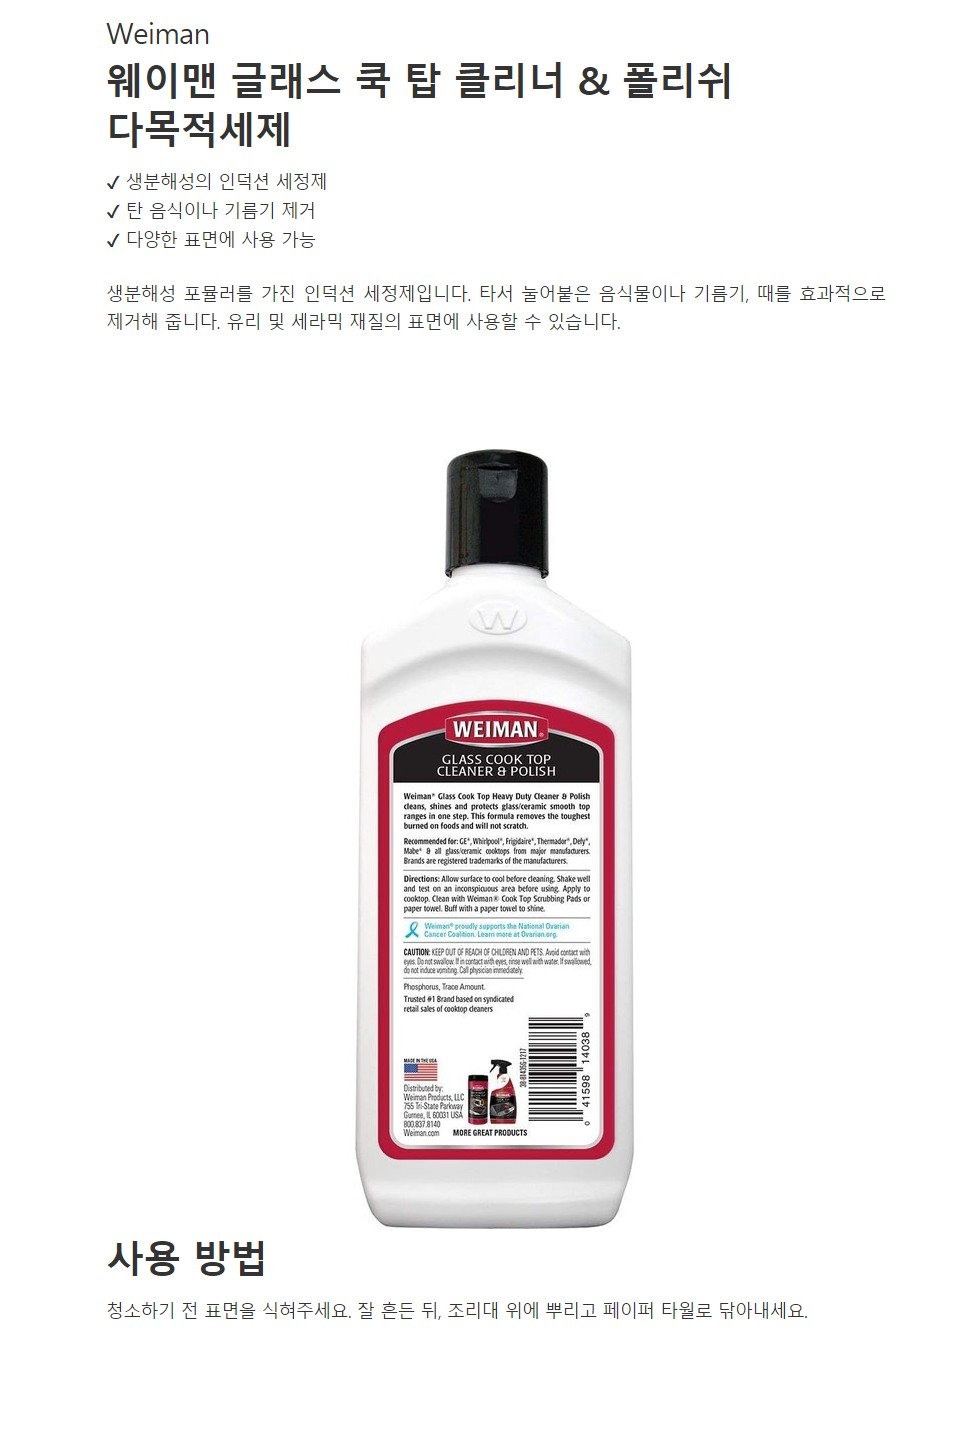 Weiman
웨이맨 글래스 쿡 탑 클리너 & 폴리쉬
다목적세제
✓ 생분해성의 인덕션 세정제
✓ 탄 음식이나 기름기 제거
✓ 다양한 표면에 사용 가능
생분해성 포뮬러를 가진 인덕션 세정제입니다. 타서 눌어붙은 음식물이나 기름기, 때를 효과적으로
제거해 줍니다. 유리 및 세라믹 재질의 표면에 사용할 수 있습니다.
W
WEIMAN®
GLASS COOK TOP
CLEANER & POLISH
Weiman® Glass Cook Top Heavy Duty Cleaner & Polish
cleans, shines and protects glass/ceramic smooth top
ranges in one step. This formula removes the toughest
burned on foods and will not scratch.
Recommended for: GE®, Whirlpool®, Frigidaire®, Thermador®, Defy®,
Mabe® & all glass/ceramic cooktops from major manufacturers.
Brands are registered trademarks of the manufacturers.
Directions: Allow surface to cool before cleaning. Shake well
and test on an inconspicuous area before using. Apply to
cooktop. Clean with Weiman® Cook Top Scrubbing Pads or
paper towel. Buff with a paper towel to shine.
Weiman® proudly supports the National Ovarian
Cancer Coalition. Learn more at Ovarian.org.
CAUTION: KEEP OUT OF REACH OF CHILDREN AND PETS. Avoid contact with
eyes. Do not swallow. If in contact with eyes, rinse well with water. If swallowed,
do not induce vomiting. Call physician immediately.
Phosphorus, Trace Amount.
Trusted #1 Brand based on syndicated
retail sales of cooktop cleaners
MADE IN THE USA
Distributed by:
Weiman Products, LLC
755 Tri-State Parkway
Gurnee, IL 60031 USA
800.837.8140
Weiman.com
MORE GREAT PRODUCTS
0 41598 14038 9
사용 방법
청소하기 전 표면을 식혀주세요. 잘 흔든 뒤, 조리대 위에 뿌리고 페이퍼 타월로 닦아내세요.